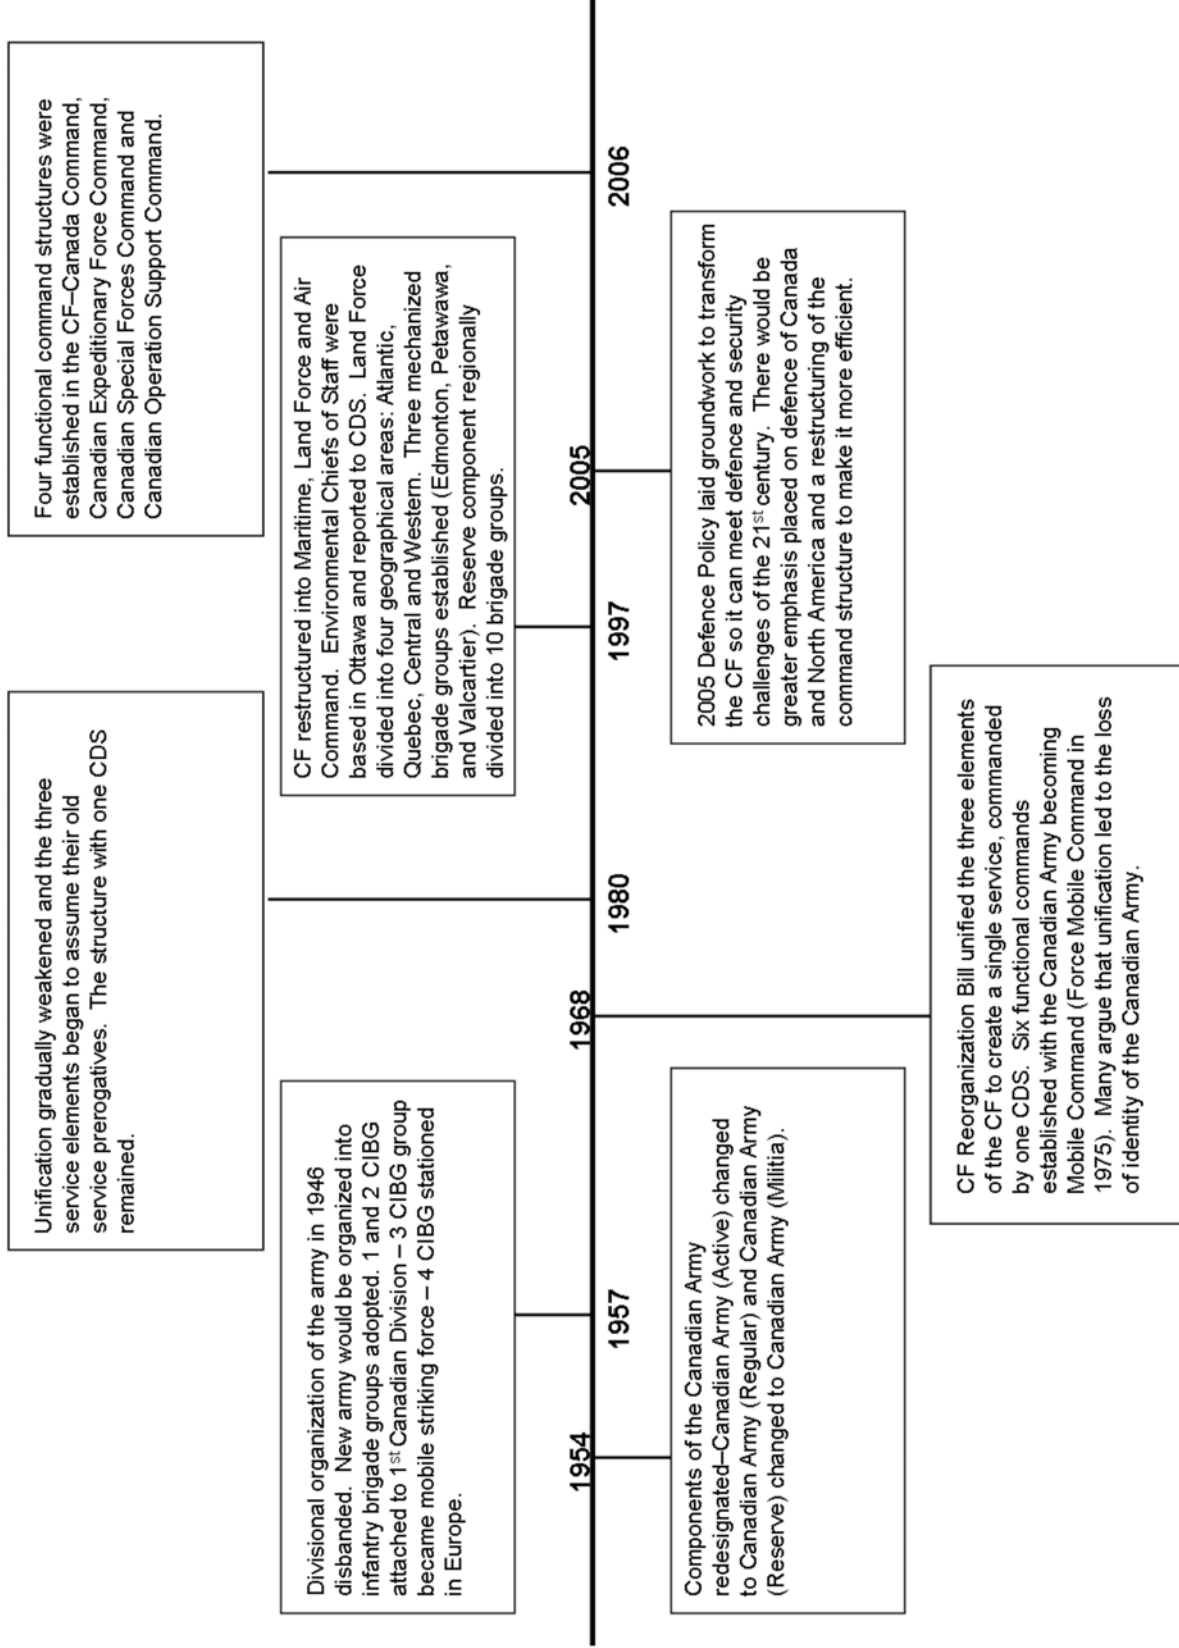 Four functional command structures were
established in the CF–Canada Command,
Canadian Expeditionary Force Command,
Canadian Special Forces Command and
Canadian Operation Support Command.
Unification gradually weakened and the three
service elements began to assume their old
service prerogatives.  The structure with one CDS
remained.
CF restructured into Maritime, Land Force and Air
Command.  Environmental Chiefs of Staff were
based in Ottawa and reported to CDS.  Land Force
divided into four geographical areas: Atlantic,
Quebec, Central and Western.  Three mechanized
brigade groups established (Edmonton, Petawawa,
and Valcartier).  Reserve component regionally
divided into 10 brigade groups.
Divisional organization of the army in 1946
disbanded.  New army would be organized into
infantry brigade groups adopted. 1 and 2 CIBG
attached to 1st Canadian Division – 3 CIBG group
became mobile striking force – 4 CIBG stationed
in Europe.
1954
1957
1968
1980
1997
2005
2006
Components of the Canadian Army
redesignated–Canadian Army (Active) changed
to Canadian Army (Regular) and Canadian Army
(Reserve) changed to Canadian Army (Militia).
2005 Defence Policy laid groundwork to transform
the CF so it can meet defence and security
challenges of the 21st century.  There would be
greater emphasis placed on defence of Canada
and North America and a restructuring of the
command structure to make it more efficient.
CF Reorganization Bill unified the three elements
of the CF to create a single service, commanded
by one CDS.  Six functional commands
established with the Canadian Army becoming
Mobile Command (Force Mobile Command in
1975).  Many argue that unification led to the loss
of identity of the Canadian Army.